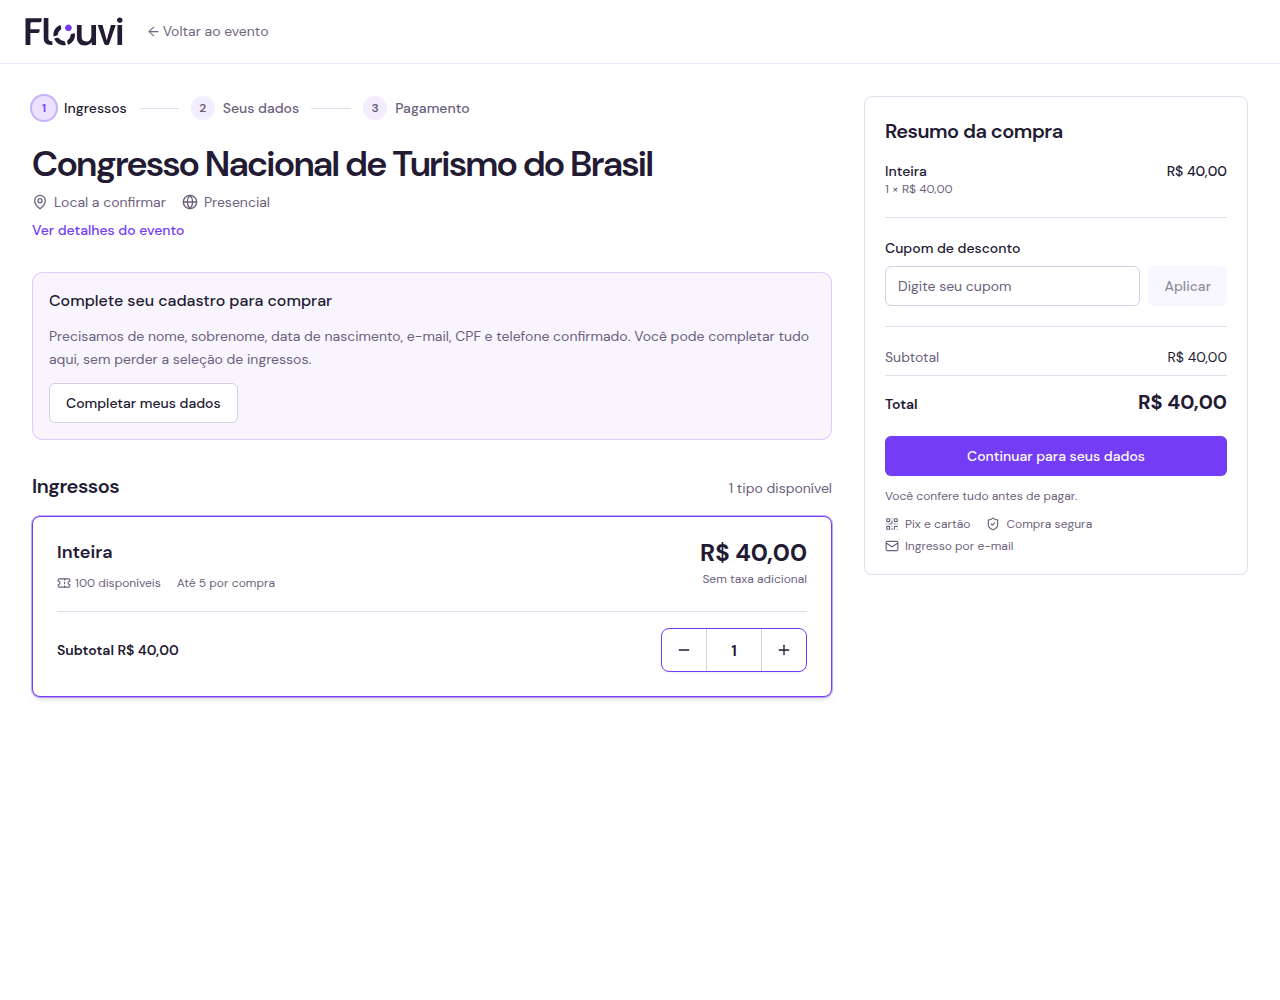 Flouvi
← Voltar ao evento
1 Ingressos 2 Seus dados 3 Pagamento
Congresso Nacional de Turismo do Brasil
Local a confirmar Presencial
Ver detalhes do evento
Complete seu cadastro para comprar
Precisamos de nome, sobrenome, data de nascimento, e-mail, CPF e telefone confirmado. Você pode completar tudo
aqui, sem perder a seleção de ingressos.
Completar meus dados
Ingressos
1 tipo disponível
Inteira
R$ 40,00
100 disponíveis Até 5 por compra
Sem taxa adicional
Subtotal R$ 40,00
− 1 +
Resumo da compra
Inteira R$ 40,00
1 × R$ 40,00
Cupom de desconto
Digite seu cupom Aplicar
Subtotal R$ 40,00
Total R$ 40,00
Continuar para seus dados
Você confere tudo antes de pagar.
Pix e cartão Compra segura
Ingresso por e-mail